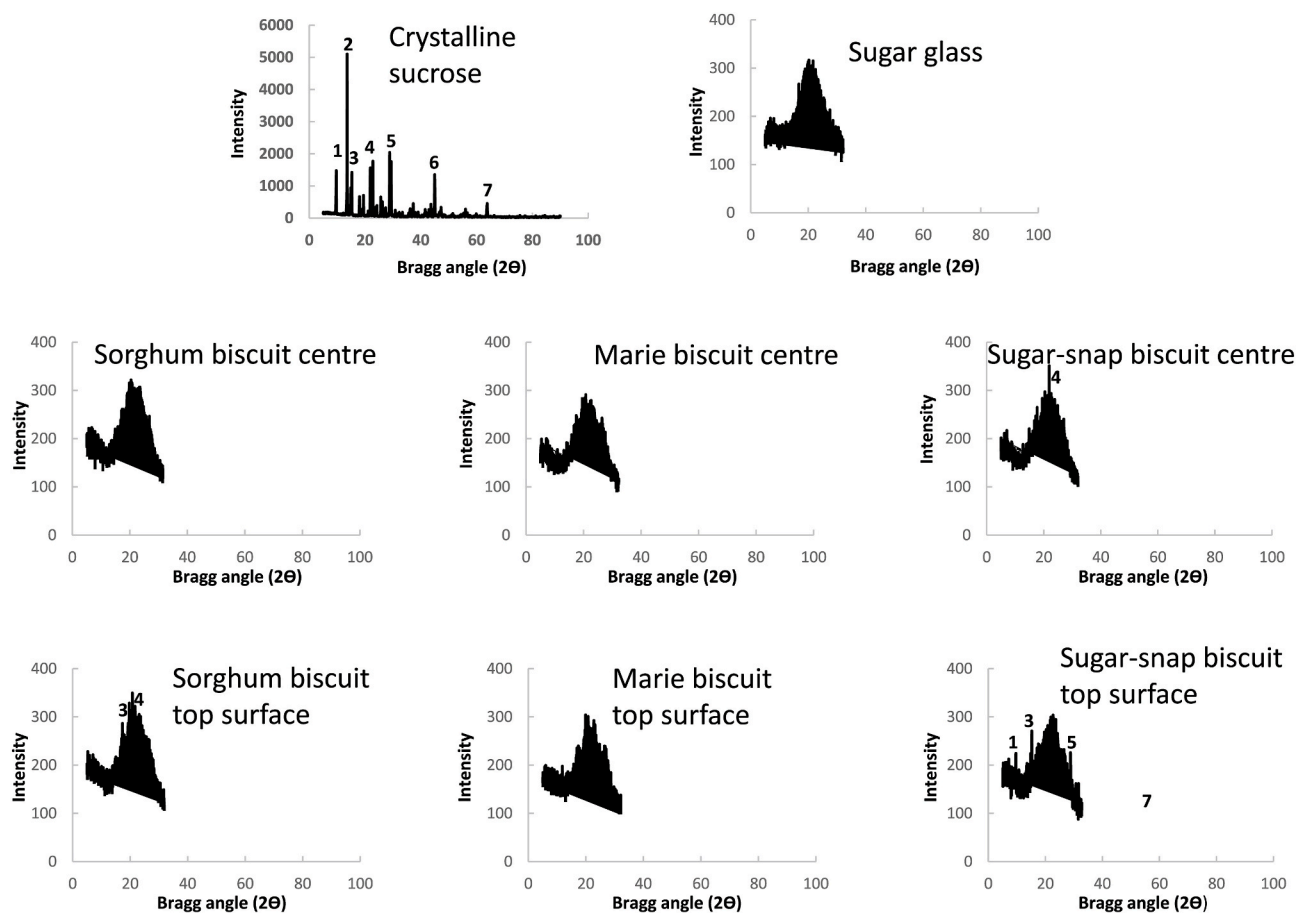 Crystalline
sucrose
Intensity
6000
5000
4000
3000
2000
1000
0
1
2
3
4
5
6
7
0 20 40 60 80 100
Bragg angle (2Ө)
Sugar glass
Intensity
400
300
200
100
0
0 20 40 60 80 100
Bragg angle (2Ө)
Sorghum biscuit centre
Intensity
400
300
200
100
0
0 20 40 60 80 100
Bragg angle (2Ө)
Marie biscuit centre
Intensity
400
300
200
100
0
0 20 40 60 80 100
Bragg angle (2Ө)
Sugar-snap biscuit centre
Intensity
400
300
200
100
0
4
0 20 40 60 80 100
Bragg angle (2Ө)
Sorghum biscuit
top surface
Intensity
400
300
200
100
0
3
4
0 20 40 60 80 100
Bragg angle (2Ө)
Marie biscuit
top surface
Intensity
400
300
200
100
0
0 20 40 60 80 100
Bragg angle (2Ө)
Sugar-snap biscuit
top surface
Intensity
400
300
200
100
0
1
3
5
7
0 20 40 60 80 100
Bragg angle (2Ө)